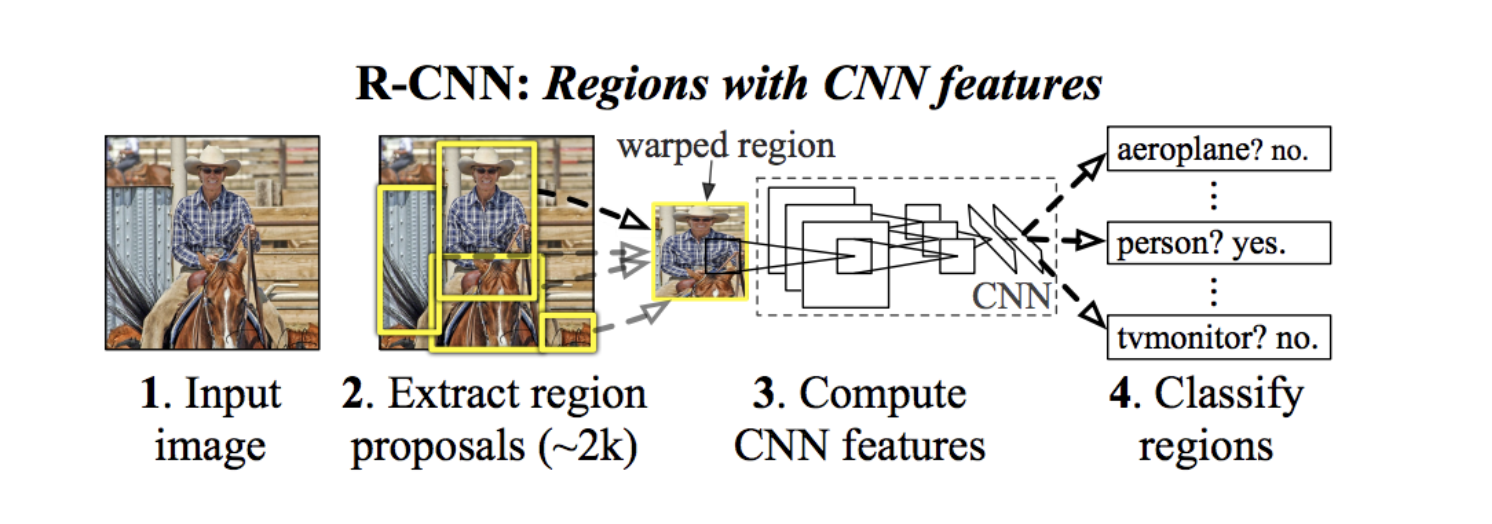 R-CNN: Regions with CNN features
warped region
aeroplane? no.
person? yes.
CNN
tvmonitor? no.
1. Input
image
2. Extract region
proposals (~2k)
3. Compute
CNN features
4. Classify
regions